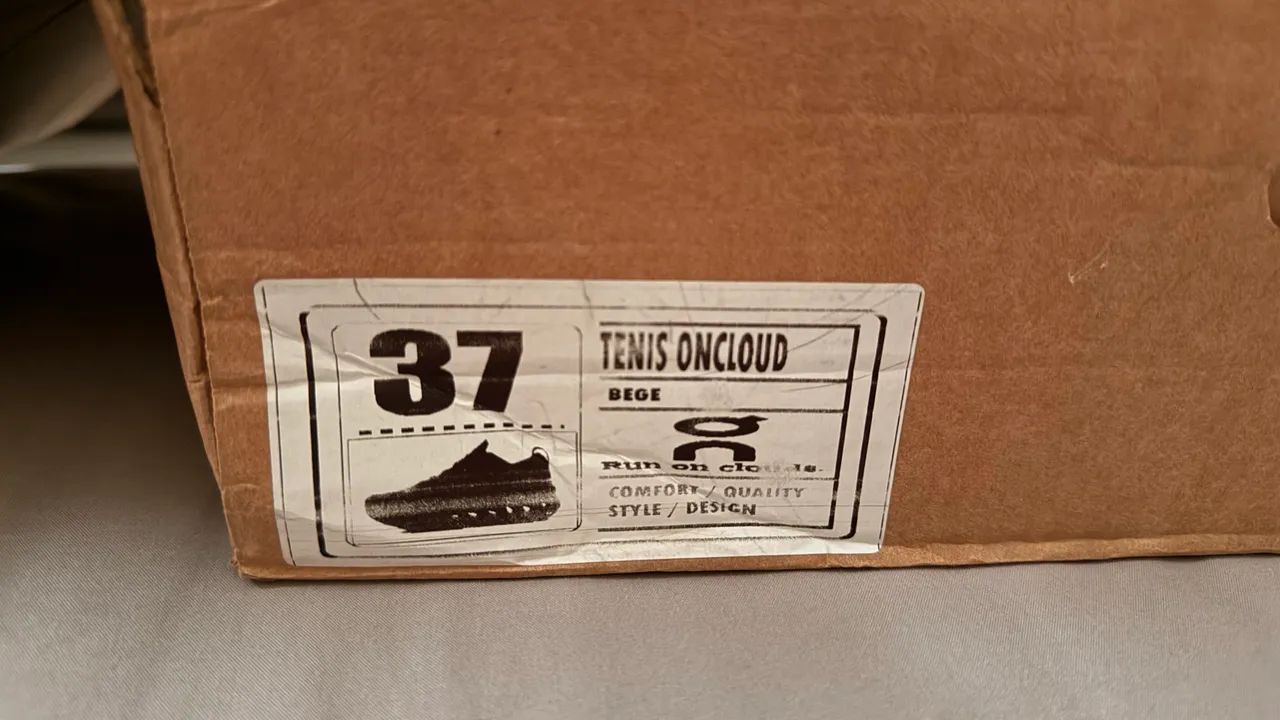 37
TENIS ONCLOUD
BEGE
Run on clouds.
COMFORT / QUALITY
STYLE / DESIGN